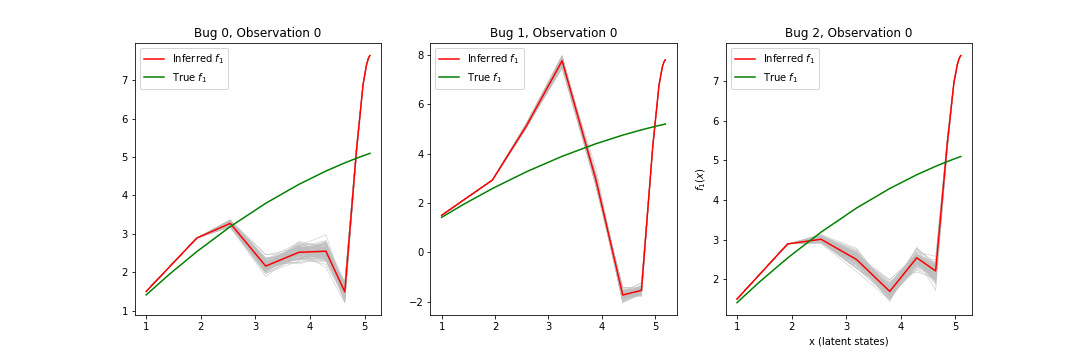 Bug 0, Observation 0
Inferred f₁
True f₁
7
6
5
4
3
2
1
1 2 3 4 5
Bug 1, Observation 0
Inferred f₁
True f₁
8
6
4
2
0
−2
1 2 3 4 5
Bug 2, Observation 0
Inferred f₁
True f₁
f₁(x)
7
6
5
4
3
2
1 2 3 4 5
x (latent states)